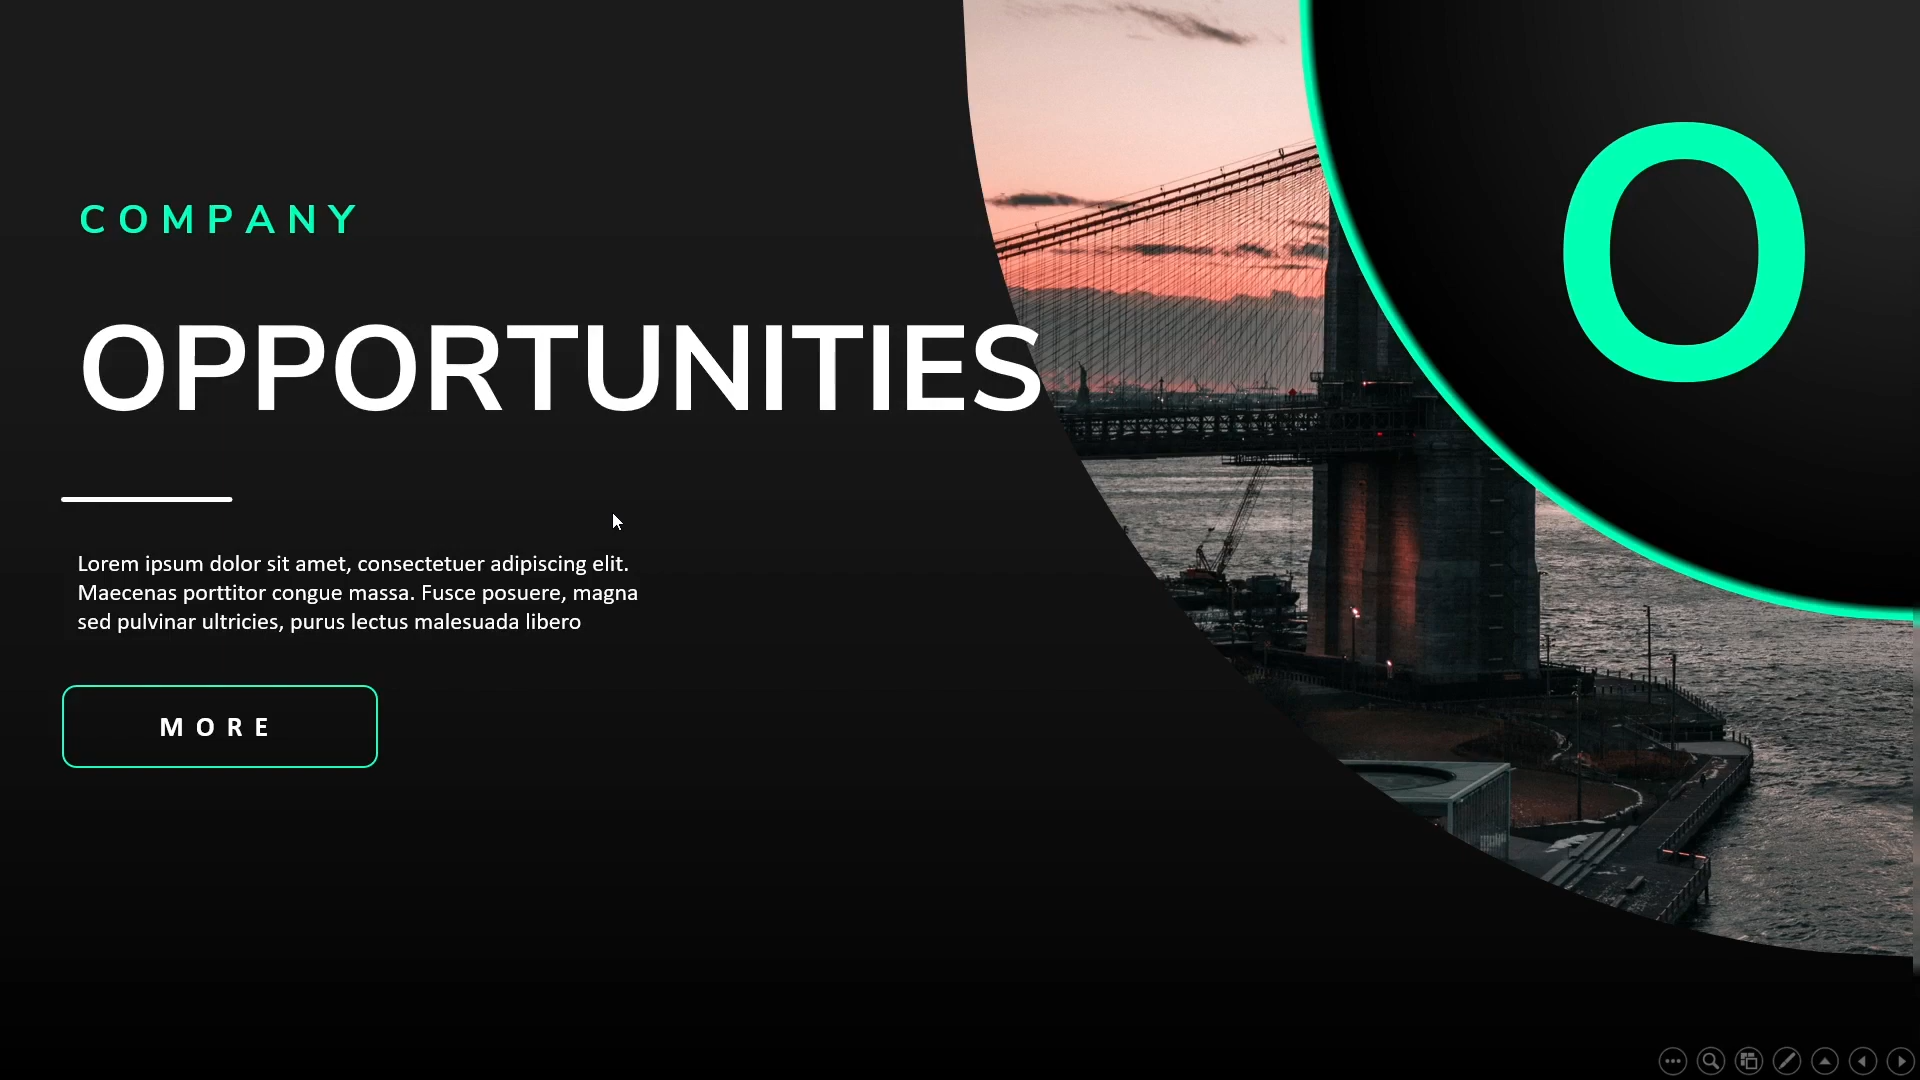 COMPANY
O
OPPORTUNITIES
Lorem ipsum dolor sit amet, consectetuer adipiscing elit.
Maecenas porttitor congue massa. Fusce posuere, magna
sed pulvinar ultricies, purus lectus malesuada libero
MORE